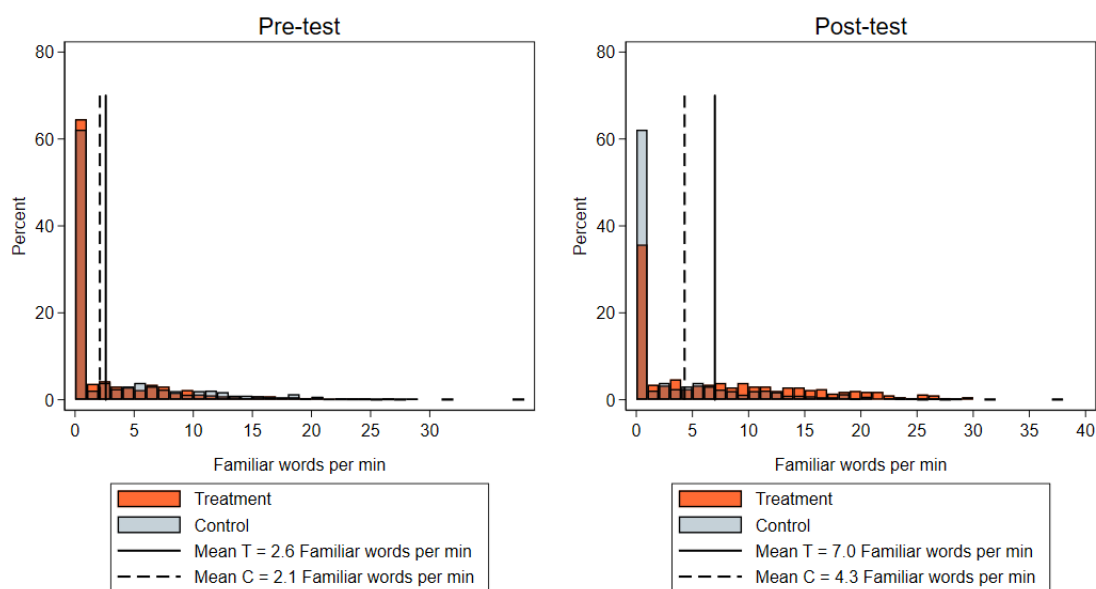 Pre-test
80
60
40
20
0
Percent
0 5 10 15 20 25 30
Familiar words per min
Treatment
Control
Mean T = 2.6 Familiar words per min
Mean C = 2.1 Familiar words per min
Post-test
80
60
40
20
0
Percent
0 5 10 15 20 25 30 35 40
Familiar words per min
Treatment
Control
Mean T = 7.0 Familiar words per min
Mean C = 4.3 Familiar words per min